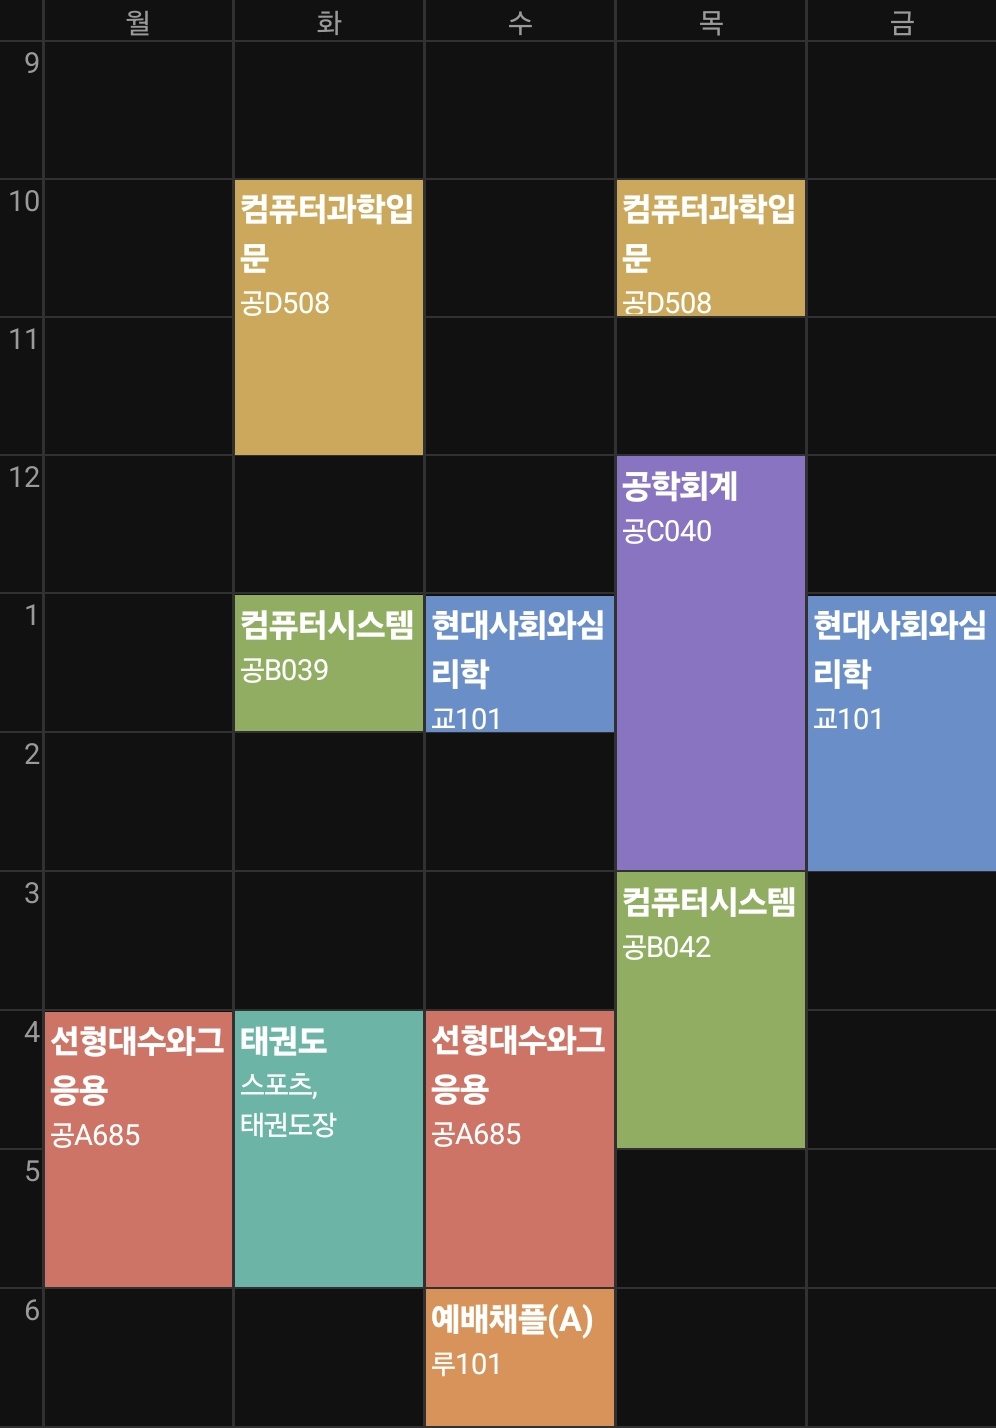 월 화 수 목 금
9
10
컴퓨터과학입
문
공D508
컴퓨터과학입
문
공D508
11
12
공학회계
공C040
1
컴퓨터시스템
공B039
현대사회와심
리학
교101
현대사회와심
리학
교101
2
3
컴퓨터시스템
공B042
4
선형대수와그
응용
공A685
태권도
스포츠,
태권도장
선형대수와그
응용
공A685
5
6
예배채플(A)
루101